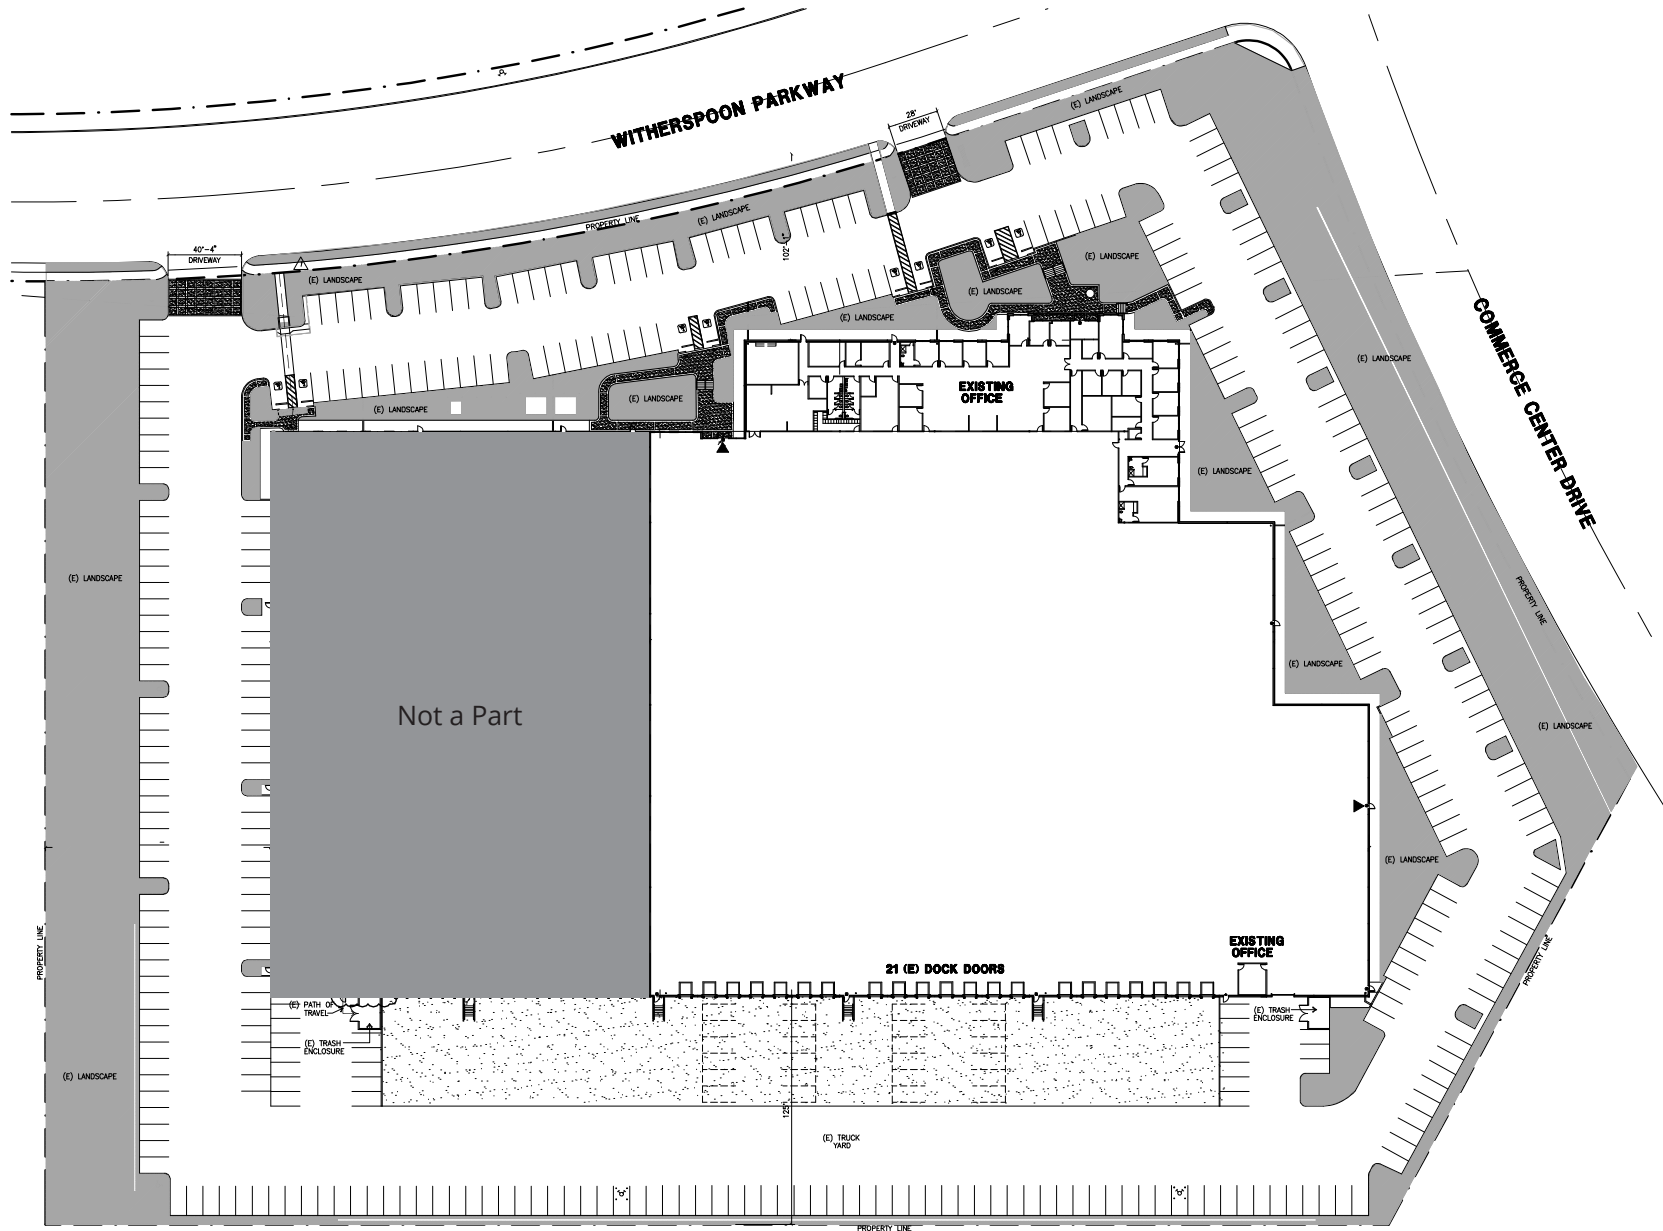 WITHERSPOON PARKWAY
(E) LANDSCAPE
28'
DRIVEWAY
(E) LANDSCAPE
PROPERTY LINE
40'-4"
DRIVEWAY
102'-1"
(E) LANDSCAPE
(E) LANDSCAPE
(E) LANDSCAPE
(E) LANDSCAPE
COMMERCE CENTER DRIVE
(E) LANDSCAPE
EXISTING
OFFICE
(E) LANDSCAPE
(E) LANDSCAPE
(E) LANDSCAPE
(E) LANDSCAPE
PROPERTY LINE
(E) LANDSCAPE
Not a Part
(E) LANDSCAPE
(E) LANDSCAPE
PROPERTY LINE
EXISTING
OFFICE
PROPERTY LINE
21 (E) DOCK DOORS
(E) PATH OF
TRAVEL
(E) TRASH
ENCLOSURE
(E) TRASH
ENCLOSURE
(E) LANDSCAPE
125'
(E) TRUCK
YARD
PROPERTY LINE